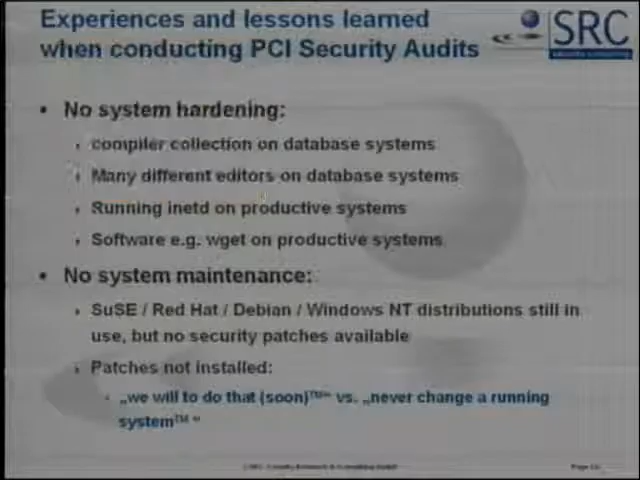 Experiences and lessons learned
when conducting PCI Security Audits
SRC
• No system hardening:
compiler collection on database systems
Many different editors on database systems
Running inetd on productive systems
Software e.g. wget on productive systems
• No system maintenance:
SuSE / Red Hat / Debian / Windows NT distributions still in
use, but no security patches available
Patches not installed:
„we will to do that (soon)™“ vs. „never change a running
system™ “
Page